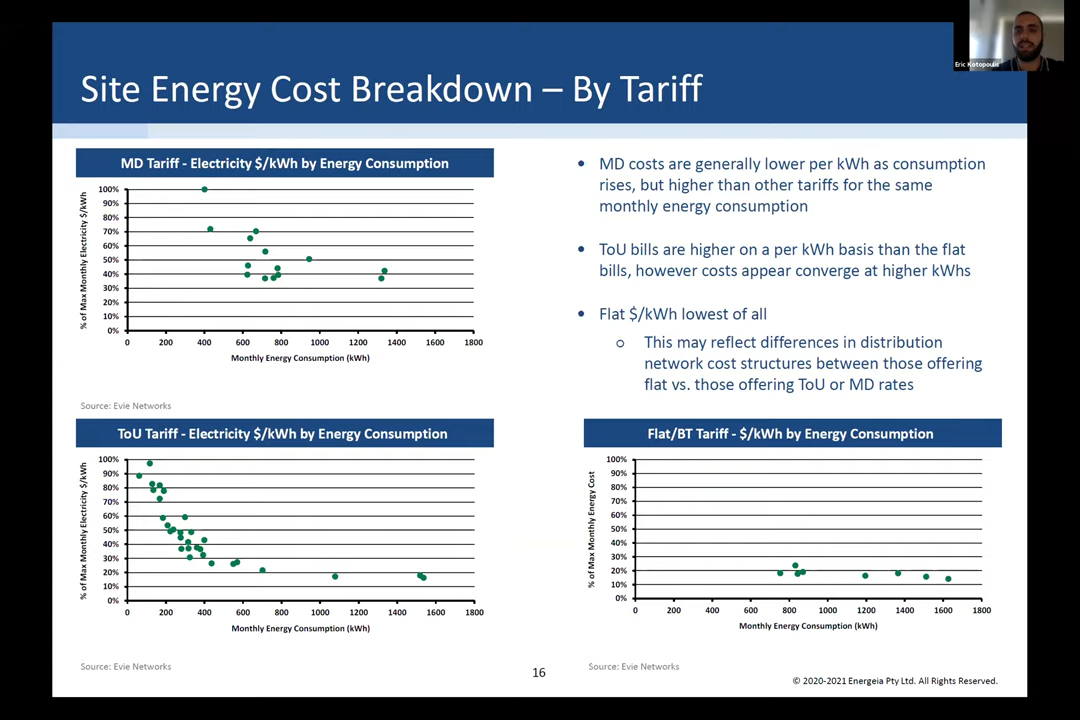 Eric Kotopoulis
Site Energy Cost Breakdown – By Tariff
MD Tariff - Electricity $/kWh by Energy Consumption
% of Max Monthly Electricity $/kWh
100%
90%
80%
70%
60%
50%
40%
30%
20%
10%
0%
0 200 400 600 800 1000 1200 1400 1600 1800
Monthly Energy Consumption (kWh)
Source: Evie Networks
• MD costs are generally lower per kWh as consumption
rises, but higher than other tariffs for the same
monthly energy consumption
• ToU bills are higher on a per kWh basis than the flat
bills, however costs appear converge at higher kWhs
• Flat $/kWh lowest of all
o This may reflect differences in distribution
network cost structures between those offering
flat vs. those offering ToU or MD rates
ToU Tariff - Electricity $/kWh by Energy Consumption
% of Max Monthly Electricity $/kWh
100%
90%
80%
70%
60%
50%
40%
30%
20%
10%
0%
0 200 400 600 800 1000 1200 1400 1600 1800
Monthly Energy Consumption (kWh)
Source: Evie Networks
Flat/BT Tariff - $/kWh by Energy Consumption
% of Max Monthly Energy Cost
100%
90%
80%
70%
60%
50%
40%
30%
20%
10%
0%
0 200 400 600 800 1000 1200 1400 1600 1800
Monthly Energy Consumption (kWh)
Source: Evie Networks
16
© 2020-2021 Energeia Pty Ltd. All Rights Reserved.